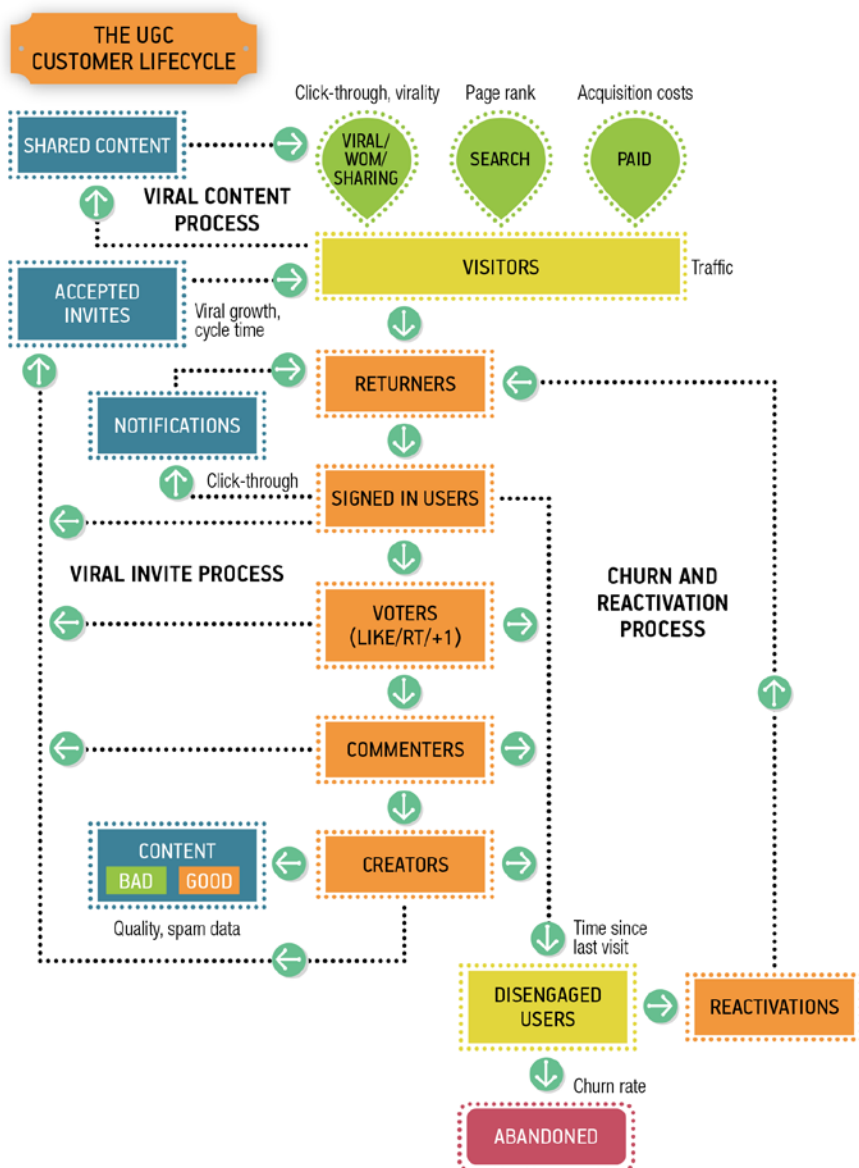 THE UGC
CUSTOMER LIFECYCLE
Click-through, virality
Page rank
Acquisition costs
SHARED CONTENT
VIRAL/
WOM/
SHARING
SEARCH
PAID
VIRAL CONTENT
PROCESS
VISITORS
Traffic
ACCEPTED
INVITES
Viral growth,
cycle time
RETURNERS
NOTIFICATIONS
Click-through
SIGNED IN USERS
VIRAL INVITE PROCESS
CHURN AND
REACTIVATION
PROCESS
VOTERS
(LIKE/RT/+1)
COMMENTERS
CONTENT
BAD
GOOD
CREATORS
Quality, spam data
Time since
last visit
DISENGAGED
USERS
REACTIVATIONS
Churn rate
ABANDONED